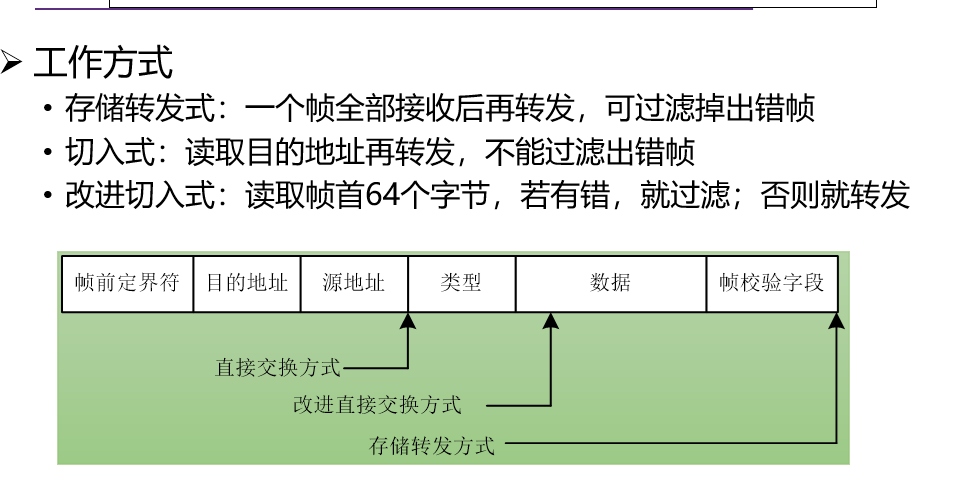 工作方式
存储转发式：一个帧全部接收后再转发，可过滤掉出错帧
切入式：读取目的地址再转发，不能过滤出错帧
改进切入式：读取帧首64个字节，若有错，就过滤；否则就转发
帧前定界符 目的地址 源地址 类型 数据 帧校验字段
直接交换方式
改进直接交换方式
存储转发方式